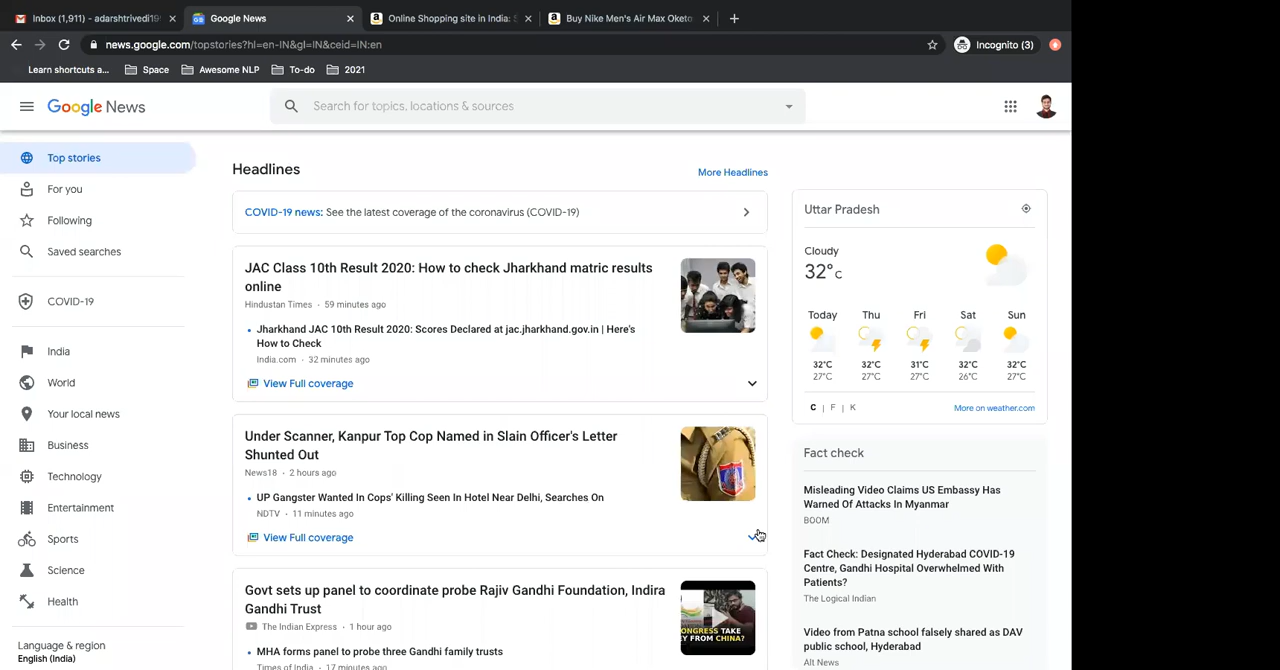 Inbox (1,911) - adarshtrivedi19
Google News
Online Shopping site in India: S
Buy Nike Men's Air Max Oketo
news.google.com/topstories?hl=en-IN&gl=IN&ceid=IN:en
Incognito (3)
Learn shortcuts a...
Space
Awesome NLP
To-do
2021
Google News
Search for topics, locations & sources
Top stories
For you
Following
Saved searches
COVID-19
India
World
Your local news
Business
Technology
Entertainment
Sports
Science
Health
Language & region
English (India)
Headlines
More Headlines
COVID-19 news: See the latest coverage of the coronavirus (COVID-19)
JAC Class 10th Result 2020: How to check Jharkhand matric results
online
Hindustan Times · 59 minutes ago
• Jharkhand JAC 10th Result 2020: Scores Declared at jac.jharkhand.gov.in | Here's
How to Check
India.com · 32 minutes ago
View Full coverage
Under Scanner, Kanpur Top Cop Named in Slain Officer's Letter
Shunted Out
News18 · 2 hours ago
• UP Gangster Wanted In Cops' Killing Seen In Hotel Near Delhi, Searches On
NDTV · 11 minutes ago
View Full coverage
Govt sets up panel to coordinate probe Rajiv Gandhi Foundation, Indira
Gandhi Trust
The Indian Express · 1 hour ago
ONGRESS TAKE
Y FROM CHINA?
• MHA forms panel to probe three Gandhi family trusts
Times of India · 17 minutes ago
Uttar Pradesh
Cloudy
32°C
Today Thu Fri Sat Sun
32°C 32°C 31°C 32°C 32°C
27°C 27°C 27°C 26°C 27°C
C | F | K
More on weather.com
Fact check
Misleading Video Claims US Embassy Has
Warned Of Attacks In Myanmar
BOOM
Fact Check: Designated Hyderabad COVID-19
Centre, Gandhi Hospital Overwhelmed With
Patients?
The Logical Indian
Video from Patna school falsely shared as DAV
public school, Hyderabad
Alt News